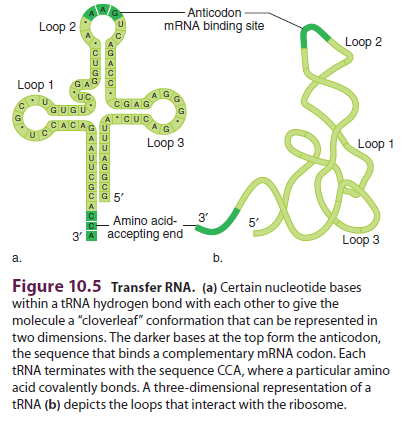 Anticodon
mRNA binding site
Loop 2
Loop 2
A A G
Loop 1
G U G U
C A C A G
C G A G A G G
A * C U C
Loop 3
Loop 1
5′
Amino acid-
accepting end
3′
3′
5′
Loop 3
C
C
A
a.
b.
Figure 10.5 Transfer RNA. (a) Certain nucleotide bases
within a tRNA hydrogen bond with each other to give the
molecule a “cloverleaf” conformation that can be represented in
two dimensions. The darker bases at the top form the anticodon,
the sequence that binds a complementary mRNA codon. Each
tRNA terminates with the sequence CCA, where a particular amino
acid covalently bonds. A three-dimensional representation of a
tRNA (b) depicts the loops that interact with the ribosome.